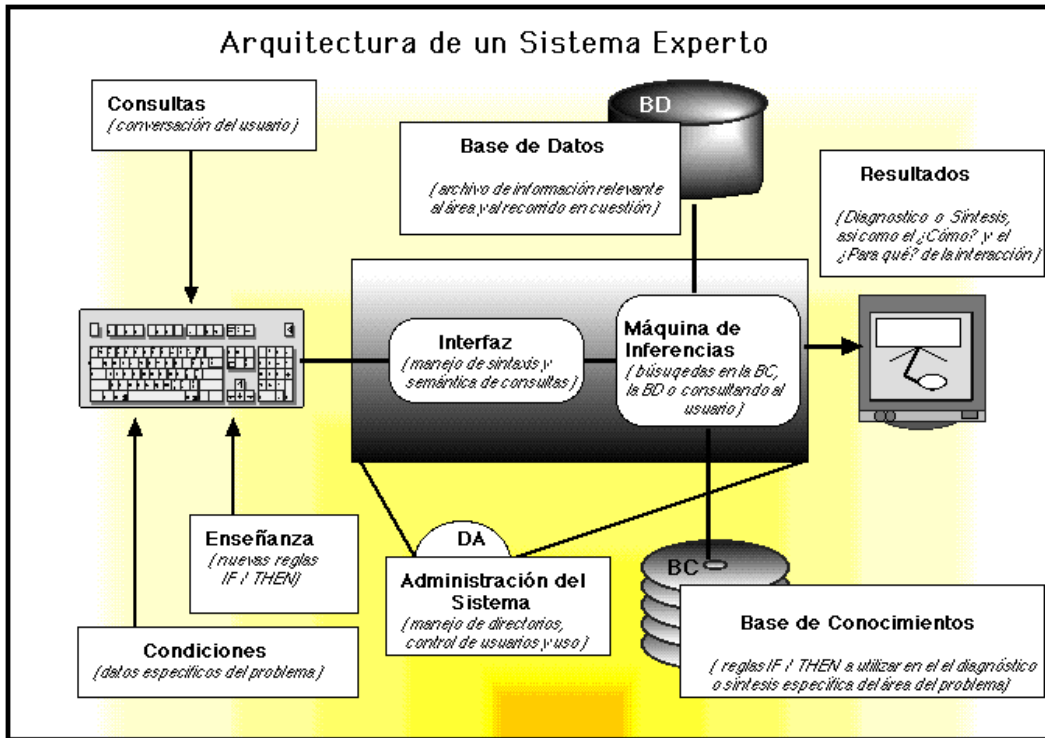 Arquitectura de un Sistema Experto
Consultas
( conversación del usuario )
BD
Base de Datos
( archivo de información relevante
al área y al recorrido en cuestión )
Resultados
( Diagnostico o Síntesis,
así como el ¿Cómo? y el
¿Para qué? de la interacción )
Interfaz
( manejo de sintaxis y
semántica de consultas )
Máquina de
Inferencias
( búsuqedas en la BC,
la BD o consultando al
usuario )
Enseñanza
( nuevas reglas
IF / THEN)
DA
Administración del
Sistema
( manejo de directorios,
control de usuarios y uso )
BC
Base de Conocimientos
( reglas IF / THEN a utilizar en el el diagnóstico
o síntesis específica del área del problema)
Condiciones
(datos específicos del problema )